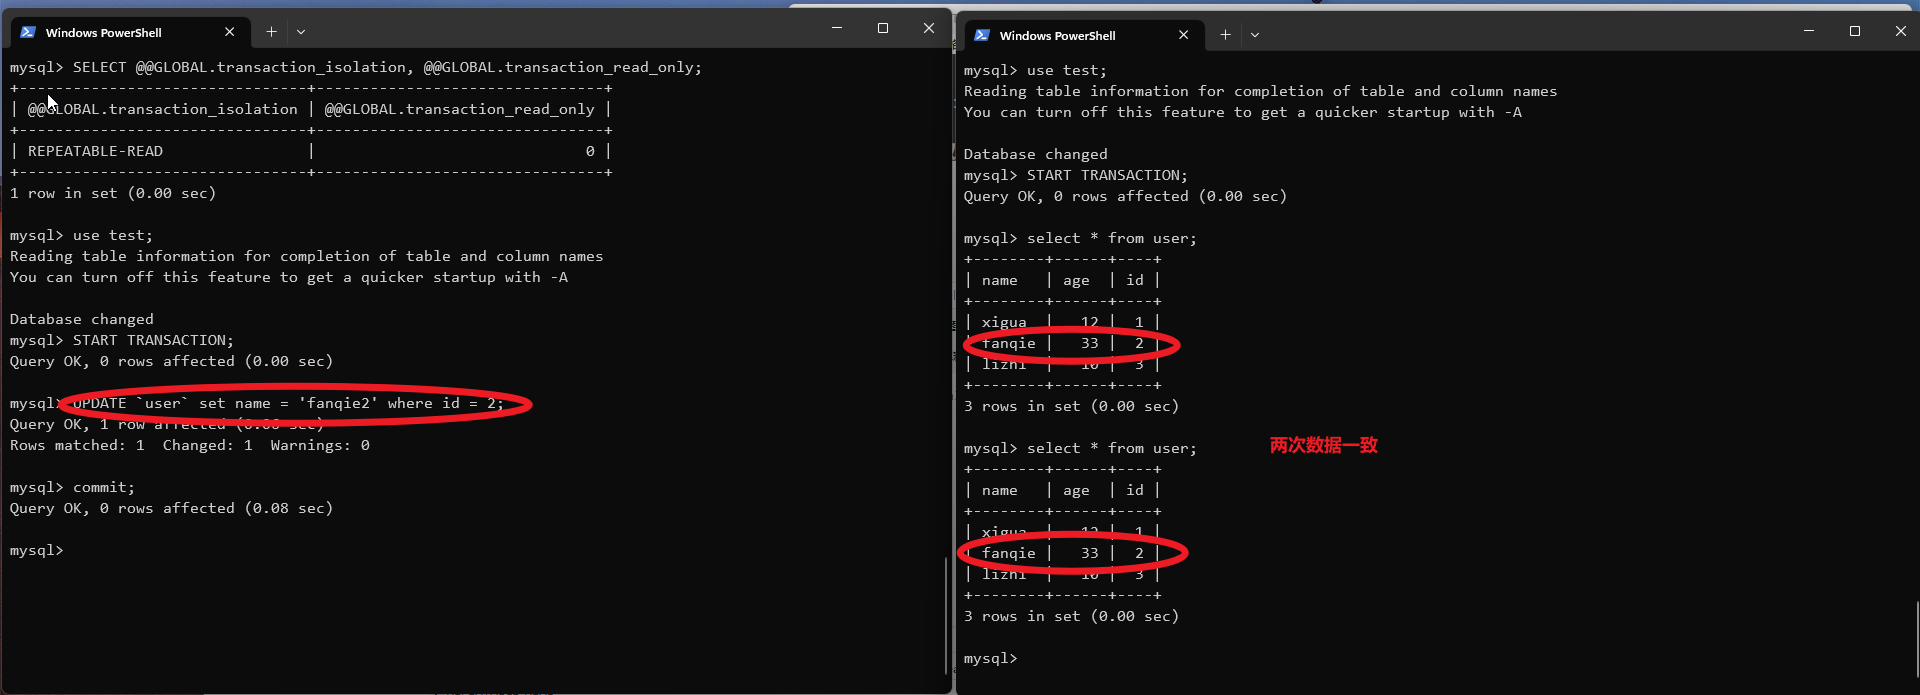 Windows PowerShell
mysql> SELECT @@GLOBAL.transaction_isolation, @@GLOBAL.transaction_read_only;
+--------------------------------+--------------------------------+
| @@GLOBAL.transaction_isolation | @@GLOBAL.transaction_read_only |
+--------------------------------+--------------------------------+
| REPEATABLE-READ                |                              0 |
+--------------------------------+--------------------------------+
1 row in set (0.00 sec)
mysql> use test;
Reading table information for completion of table and column names
You can turn off this feature to get a quicker startup with -A
Database changed
mysql> START TRANSACTION;
Query OK, 0 rows affected (0.00 sec)
mysql> UPDATE `user` set name = 'fanqie2' where id = 2;
Query OK, 1 row affected (0.00 sec)
Rows matched: 1  Changed: 1  Warnings: 0
mysql> commit;
Query OK, 0 rows affected (0.08 sec)
mysql>
Windows PowerShell
mysql> use test;
Reading table information for completion of table and column names
You can turn off this feature to get a quicker startup with -A
Database changed
mysql> START TRANSACTION;
Query OK, 0 rows affected (0.00 sec)
mysql> select * from user;
+--------+------+----+
| name   | age  | id |
+--------+------+----+
| xigua  |   12 |  1 |
| fanqie |   33 |  2 |
| lizhi  |   10 |  3 |
+--------+------+----+
3 rows in set (0.00 sec)
mysql> select * from user;
两次数据一致
+--------+------+----+
| name   | age  | id |
+--------+------+----+
| xigua  |   12 |  1 |
| fanqie |   33 |  2 |
| lizhi  |   10 |  3 |
+--------+------+----+
3 rows in set (0.00 sec)
mysql>